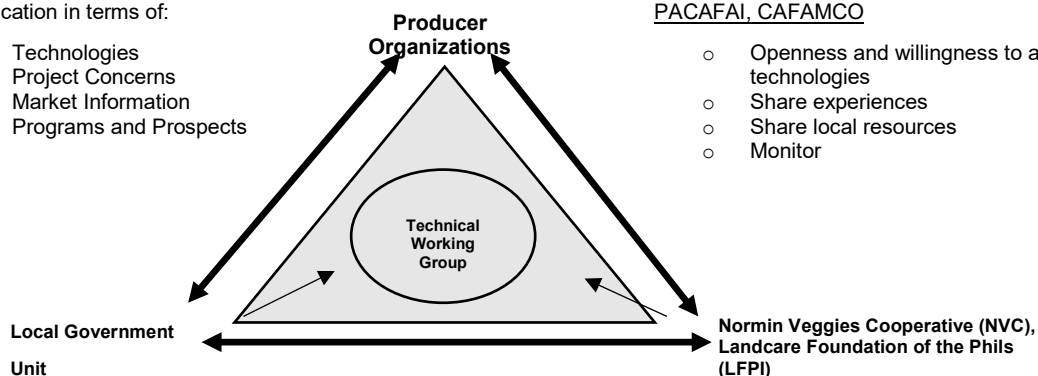 cation in terms of:
Technologies
Project Concerns
Market Information
Programs and Prospects
Producer
Organizations
PACAFAI, CAFAMCO
o Openness and willingness to a
technologies
o Share experiences
o Share local resources
o Monitor
Technical
Working
Group
Local Government
Unit
Normin Veggies Cooperative (NVC),
Landcare Foundation of the Phils
(LFPI)